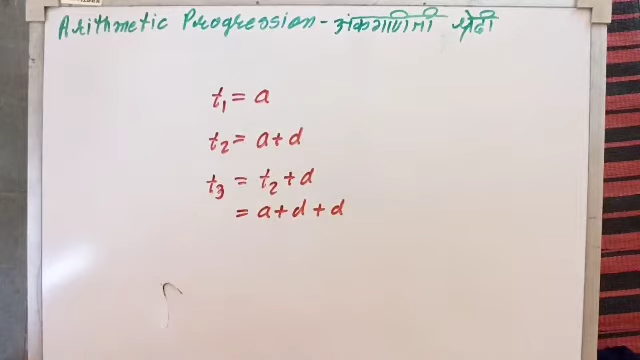 Arithmetic Progression - अंकगणिती श्रेढी
t₁ = a
t₂ = a+d
t₃ = t₂+d
= a+d+d